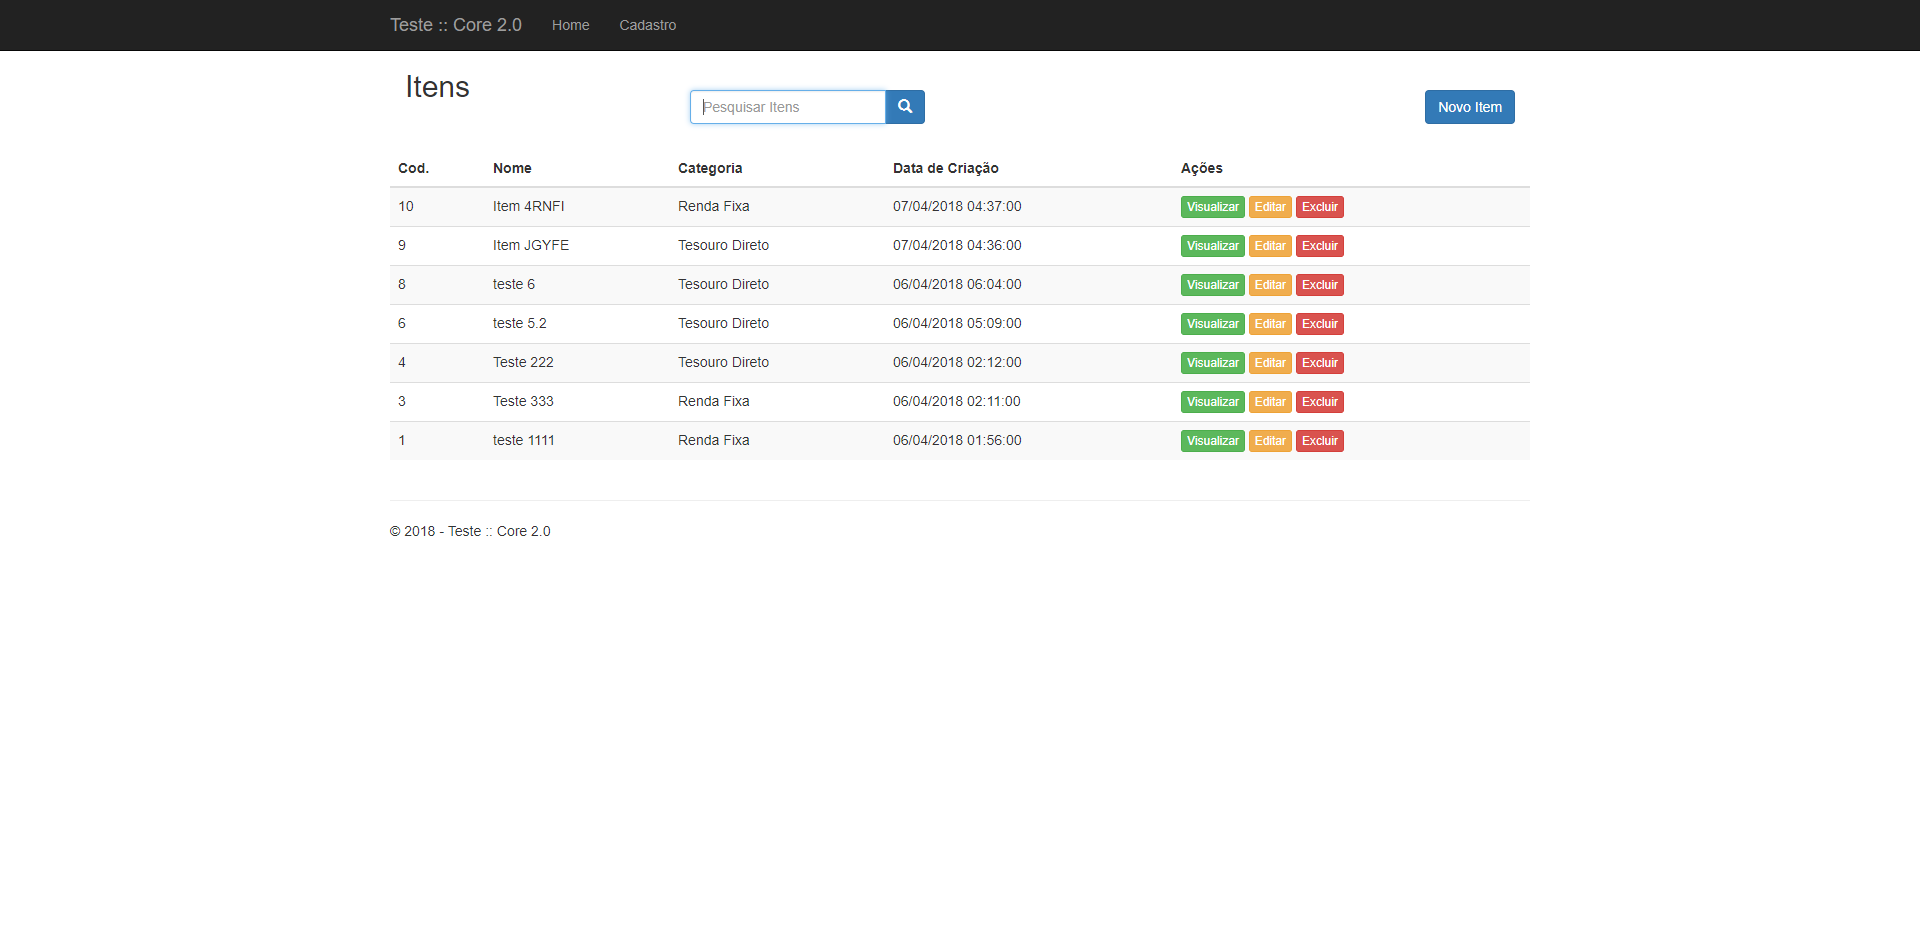 Teste :: Core 2.0 Home Cadastro
Itens
Pesquisar Itens
Novo Item
Cod. Nome Categoria Data de Criação Ações
10 Item 4RNFI Renda Fixa 07/04/2018 04:37:00 Visualizar Editar Excluir
9 Item JGYFE Tesouro Direto 07/04/2018 04:36:00 Visualizar Editar Excluir
8 teste 6 Tesouro Direto 06/04/2018 06:04:00 Visualizar Editar Excluir
6 teste 5.2 Tesouro Direto 06/04/2018 05:09:00 Visualizar Editar Excluir
4 Teste 222 Tesouro Direto 06/04/2018 02:12:00 Visualizar Editar Excluir
3 Teste 333 Renda Fixa 06/04/2018 02:11:00 Visualizar Editar Excluir
1 teste 1111 Renda Fixa 06/04/2018 01:56:00 Visualizar Editar Excluir
© 2018 - Teste :: Core 2.0